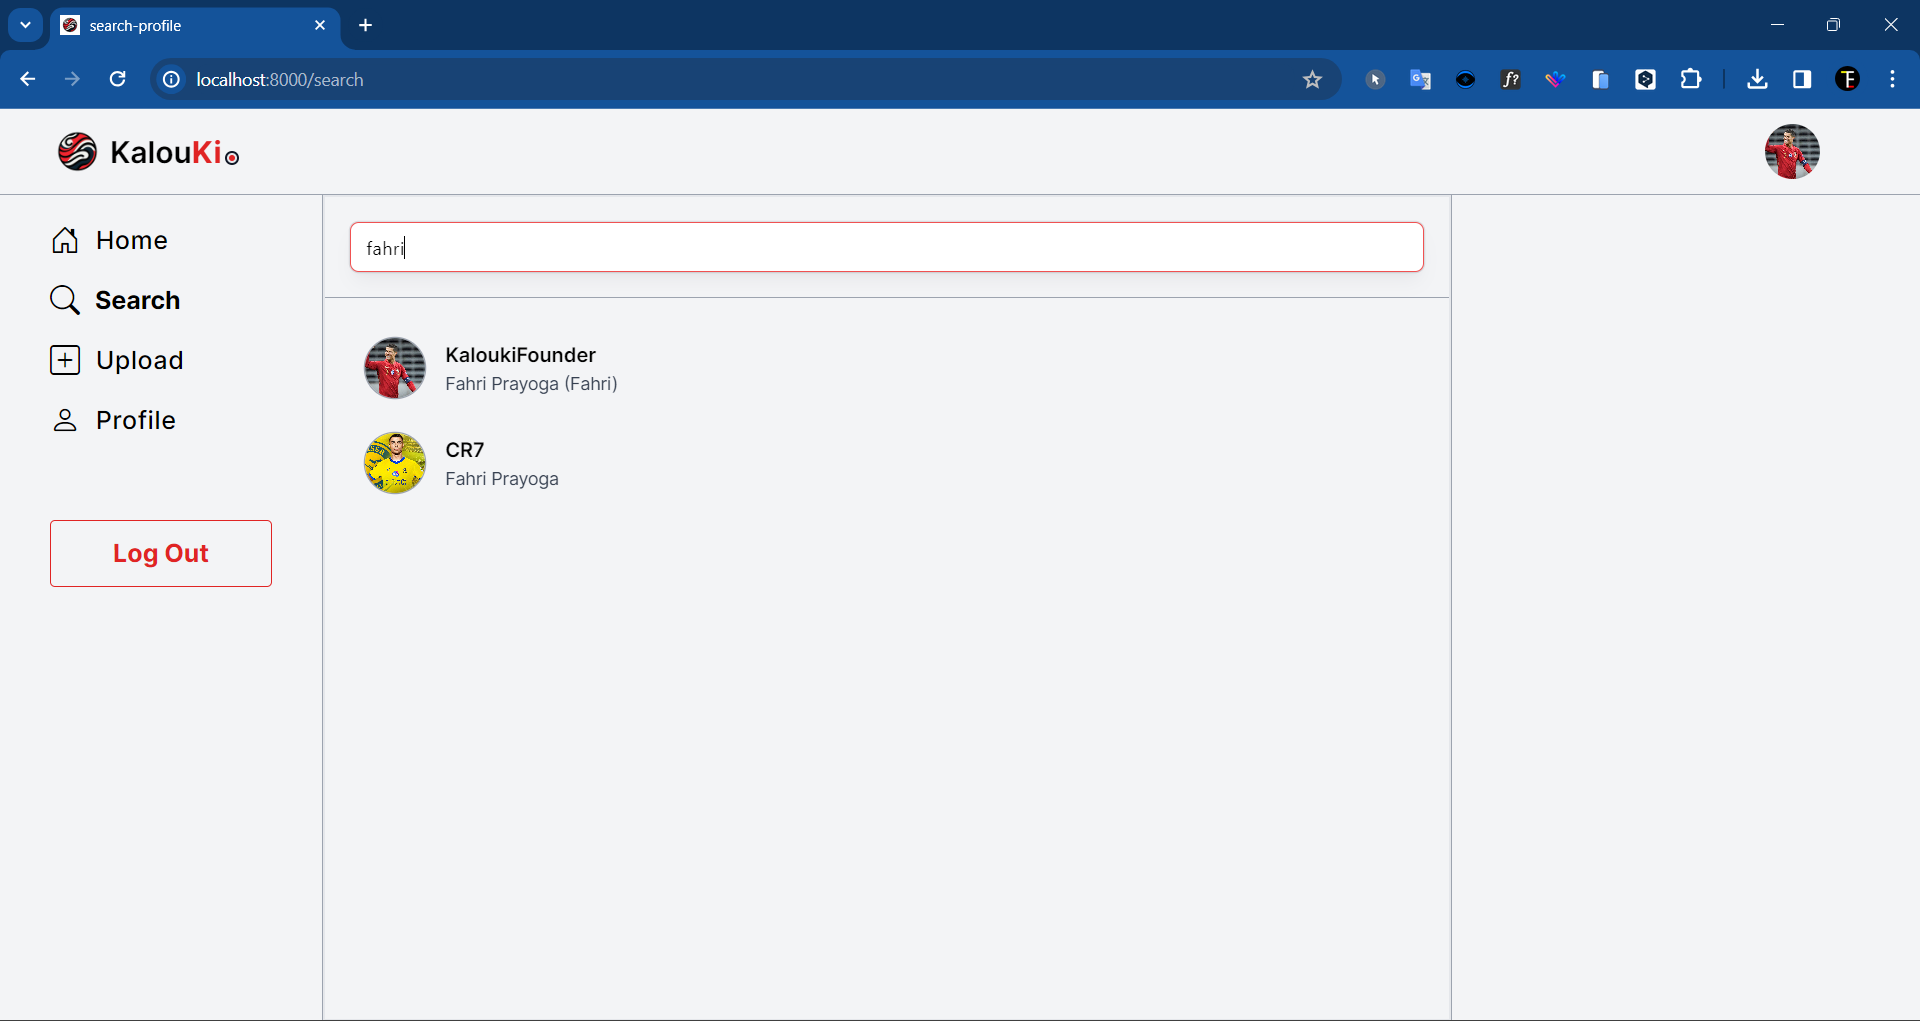 search-profile
localhost:8000/search
KalouKi
Home
Search
Upload
Profile
Log Out
fahri
KaloukiFounder
Fahri Prayoga (Fahri)
CR7
Fahri Prayoga